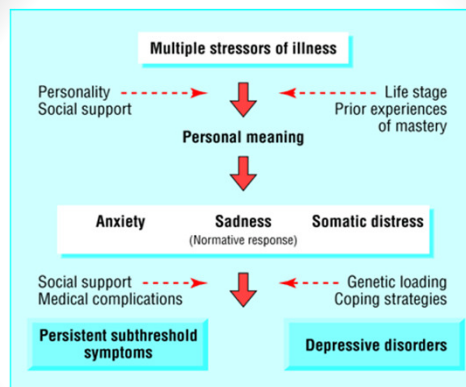 Multiple stressors of illness
Personality
Social support
Life stage
Prior experiences
of mastery
Personal meaning
Anxiety
Sadness
(Normative response)
Somatic distress
Social support
Medical complications
Genetic loading
Coping strategies
Persistent subthreshold
symptoms
Depressive disorders